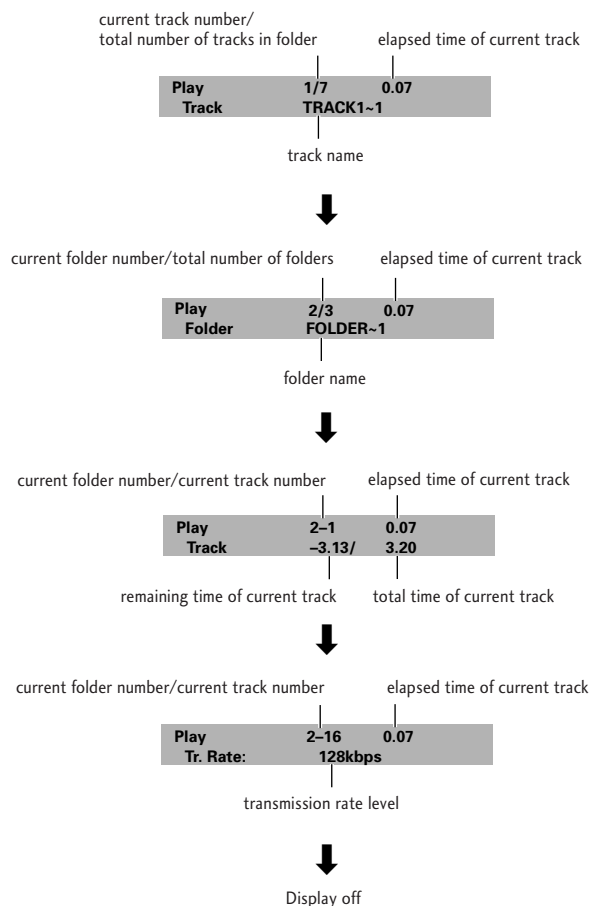 current track number/
total number of tracks in folder elapsed time of current track
Play 1/7 0.07
Track TRACK1~1
track name
current folder number/total number of folders elapsed time of current track
Play 2/3 0.07
Folder FOLDER~1
folder name
current folder number/current track number elapsed time of current track
Play 2–1 0.07
Track –3.13/ 3.20
remaining time of current track total time of current track
current folder number/current track number elapsed time of current track
Play 2–16 0.07
Tr. Rate: 128kbps
transmission rate level
Display off